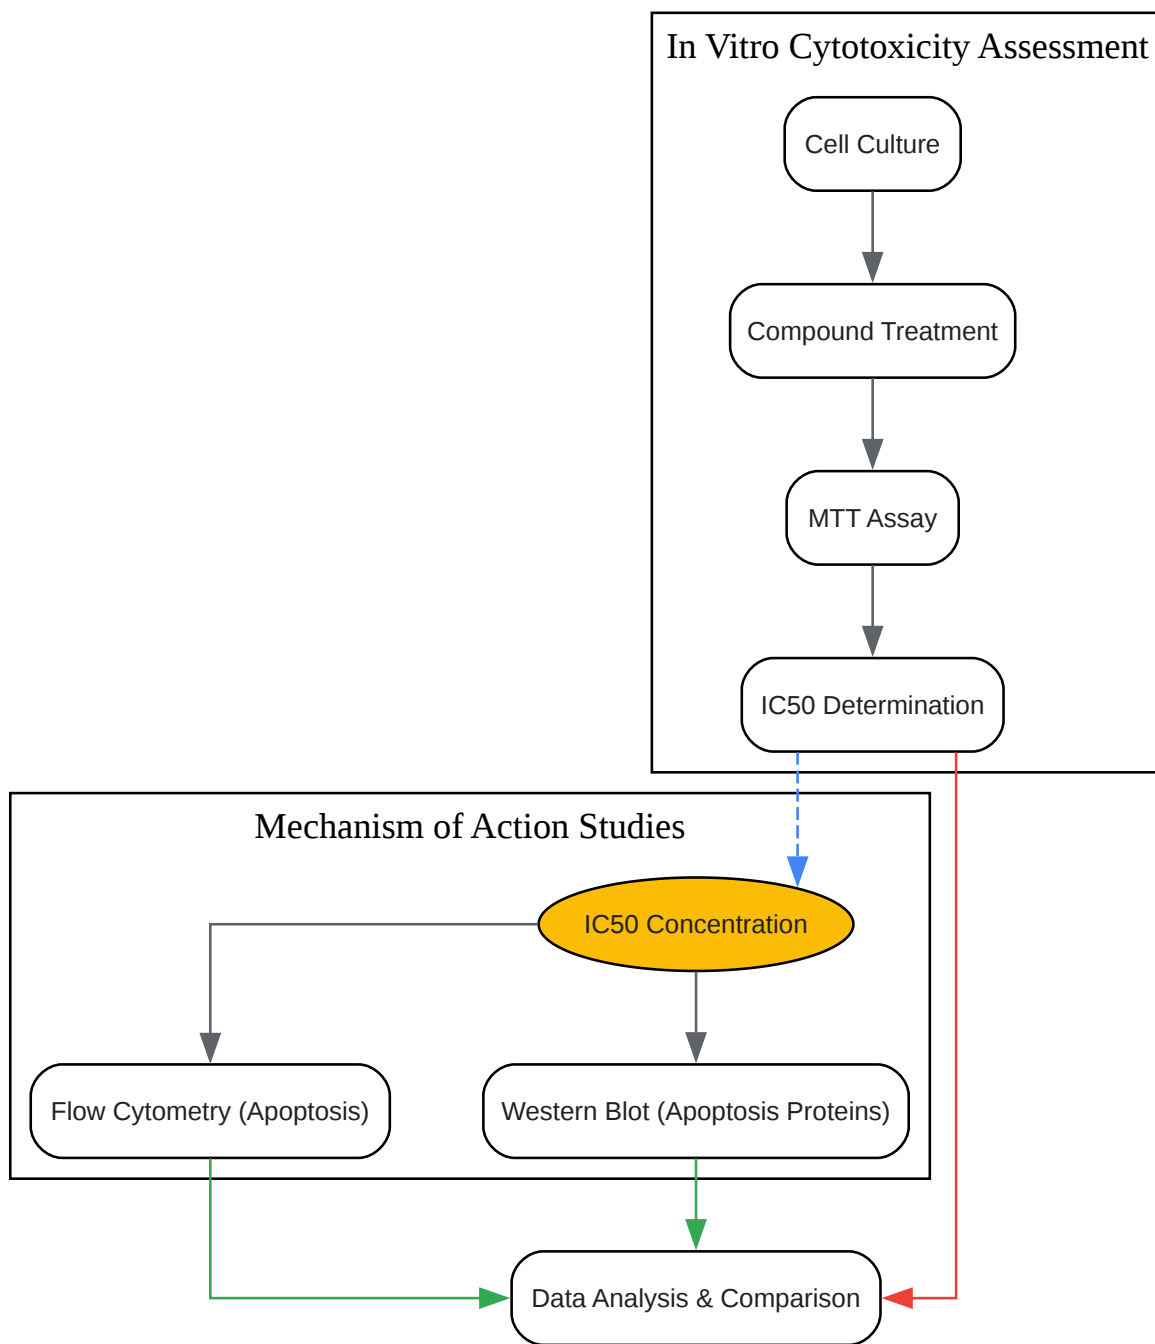 In Vitro Cytotoxicity Assessment
Cell Culture
Compound Treatment
MTT Assay
IC50 Determination
Mechanism of Action Studies
IC50 Concentration
Flow Cytometry (Apoptosis)
Western Blot (Apoptosis Proteins)
Data Analysis & Comparison